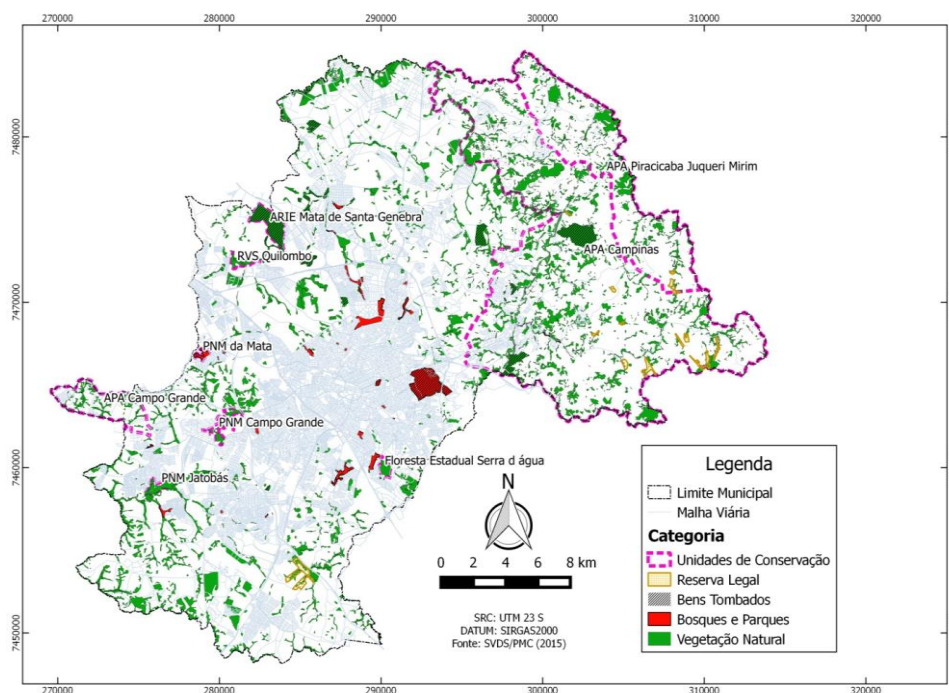 270000 280000 290000 300000 310000 320000
7480000
7480000
APA Piracicaba Juqueri Mirim
ARIE Mata de Santa Genebra
APA Campinas
RVS Quilombo
7470000
7470000
PNM da Mata
APA Campo Grande
PNM Campo Grande
7460000
7460000
Floresta Estadual Serra d água
PNM Jatobás
N
0 2 4 6 8 km
SRC: UTM 23 S
DATUM: SIRGAS2000
Fonte: SVDS/PMC (2015)
Legenda
Limite Municipal
Malha Viária
Categoria
Unidades de Conservação
Reserva Legal
Bens Tombados
Bosques e Parques
Vegetação Natural
7450000
7450000
270000 280000 290000 300000 310000 320000